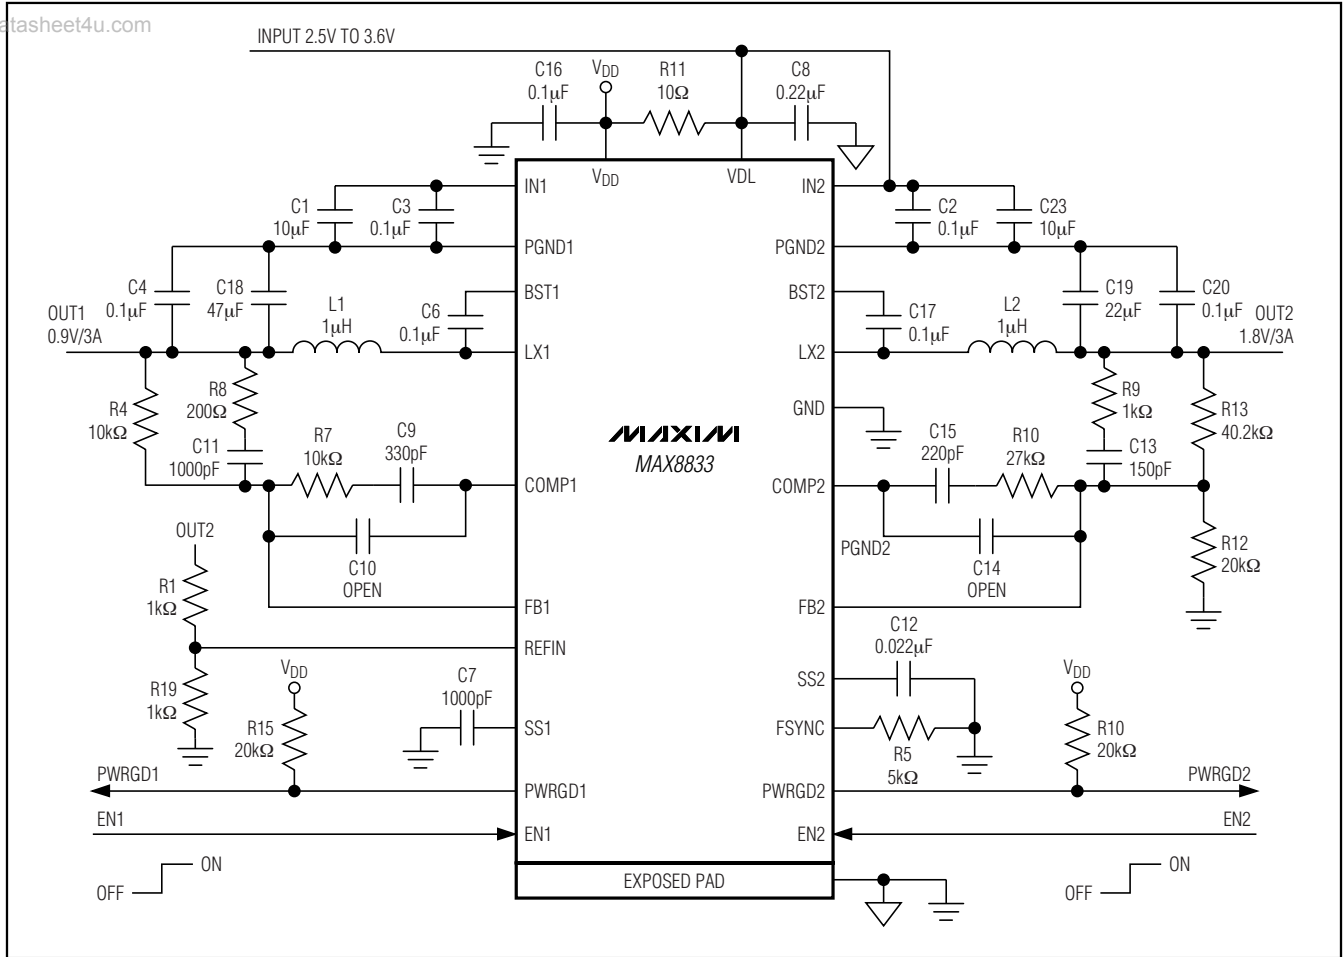 atasheet4u.com
INPUT 2.5V TO 3.6V
C16
0.1µF
VDD
R11
10Ω
C8
0.22µF
VDD
VDL
IN1
IN2
C1
10µF
C3
0.1µF
C2
0.1µF
C23
10µF
PGND1
PGND2
C4
0.1µF
C18
47µF
BST1
BST2
C19
22µF
C20
0.1µF
OUT1
0.9V/3A
L1
1µH
C6
0.1µF
C17
0.1µF
L2
1µH
OUT2
1.8V/3A
LX1
LX2
R4
10kΩ
R8
200Ω
GND
R9
1kΩ
R13
40.2kΩ
C11
1000pF
R7
10kΩ
C9
330pF
MAXIM
MAX8833
C15
220pF
R10
27kΩ
C13
150pF
COMP1
COMP2
OUT2
C10
OPEN
PGND2
C14
OPEN
R12
20kΩ
R1
1kΩ
FB1
FB2
REFIN
C12
0.022µF
R19
1kΩ
VDD
C7
1000pF
SS2
VDD
R15
20kΩ
SS1
FSYNC
R5
5kΩ
R10
20kΩ
PWRGD1
PWRGD1
PWRGD2
PWRGD2
EN1
EN1
EN2
EN2
OFF
ON
EXPOSED PAD
OFF
ON